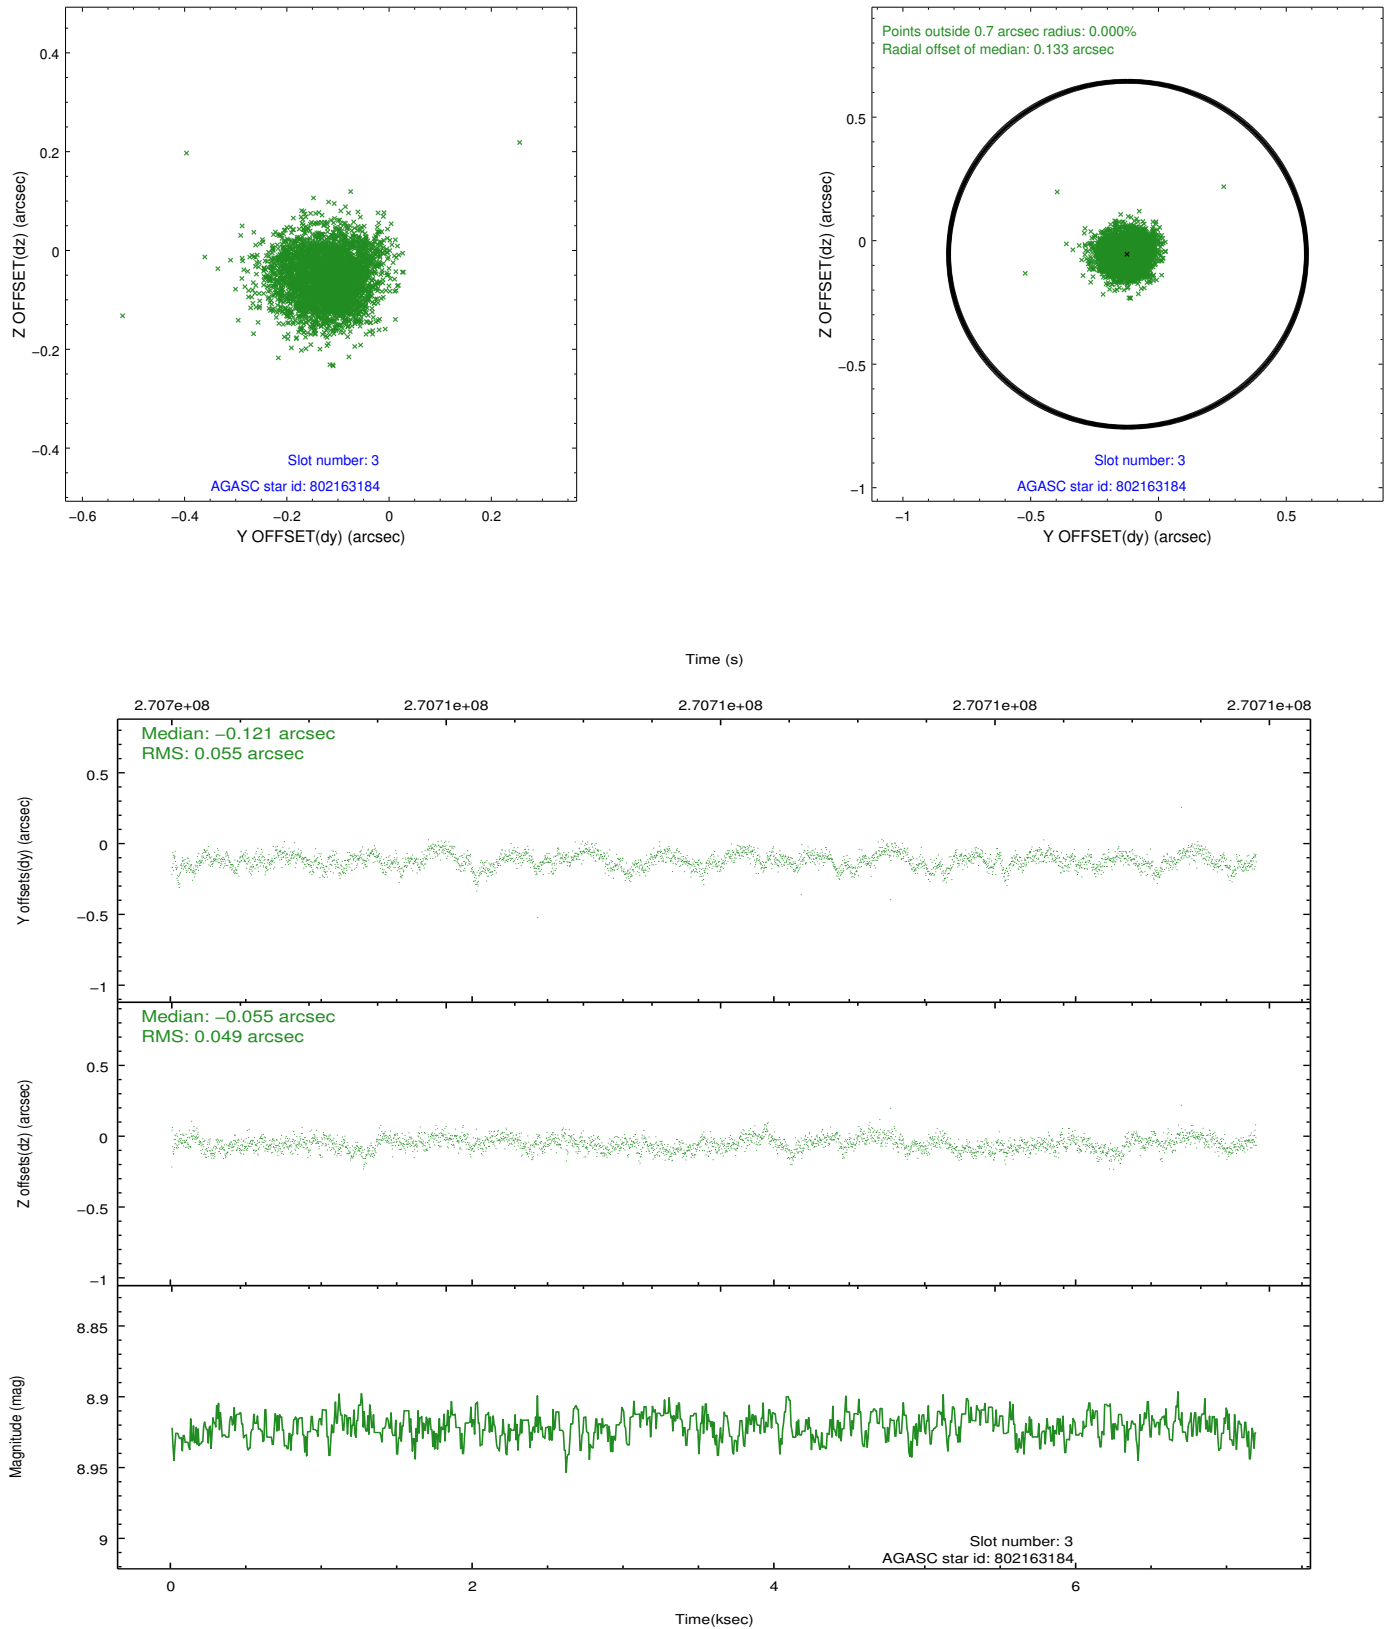 0.4
0.2
0
−0.2
−0.4
Z OFFSET(dz) (arcsec)
Slot number: 3
AGASC star id: 802163184
−0.6
−0.4
−0.2
0
0.2
Y OFFSET(dy) (arcsec)
Points outside 0.7 arcsec radius: 0.000%
Radial offset of median: 0.133 arcsec
0.5
0
−0.5
−1
Z OFFSET(dz) (arcsec)
Slot number: 3
AGASC star id: 802163184
−1
−0.5
0
0.5
Y OFFSET(dy) (arcsec)
Time (s)
2.707e+08
2.7071e+08
2.7071e+08
2.7071e+08
2.7071e+08
Median: −0.121 arcsec
RMS: 0.055 arcsec
0.5
0
−0.5
−1
Y offsets(dy) (arcsec)
Median: −0.055 arcsec
RMS: 0.049 arcsec
0.5
0
−0.5
−1
Z offsets(dz) (arcsec)
8.85
8.9
8.95
9
Magnitude (mag)
Slot number: 3
AGASC star id: 802163184
0
2
4
6
Time(ksec)